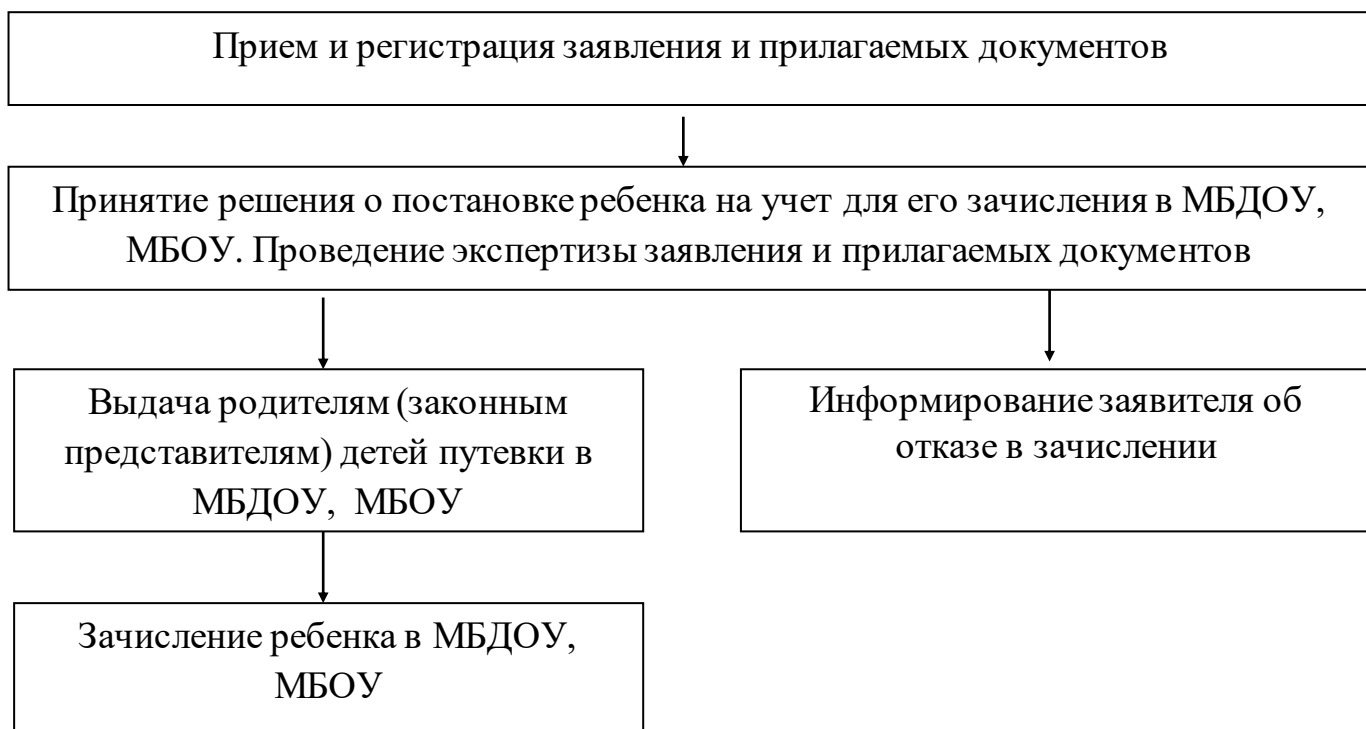 Прием и регистрация заявления и прилагаемых документов
Принятие решения о постановке ребенка на учет для его зачисления в МБДОУ,
МБОУ. Проведение экспертизы заявления и прилагаемых документов
Выдача родителям (законным
представителям) детей путевки в
МБДОУ, МБОУ
Информирование заявителя об
отказе в зачислении
Зачисление ребенка в МБДОУ,
МБОУ